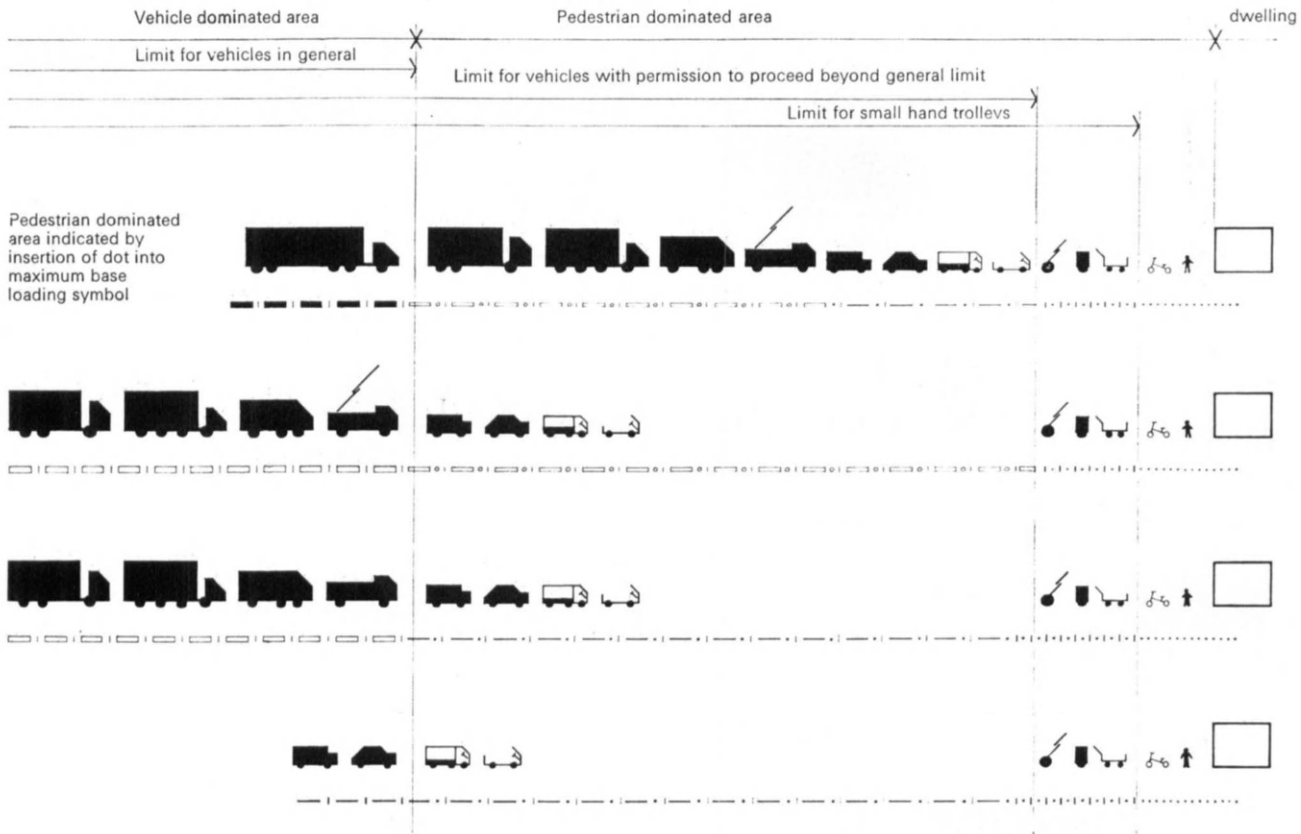 Vehicle dominated area
Pedestrian dominated area
dwelling
Limit for vehicles in general
Limit for vehicles with permission to proceed beyond general limit
Limit for small hand trolleys
Pedestrian dominated
area indicated by
insertion of dot into
maximum base
loading symbol